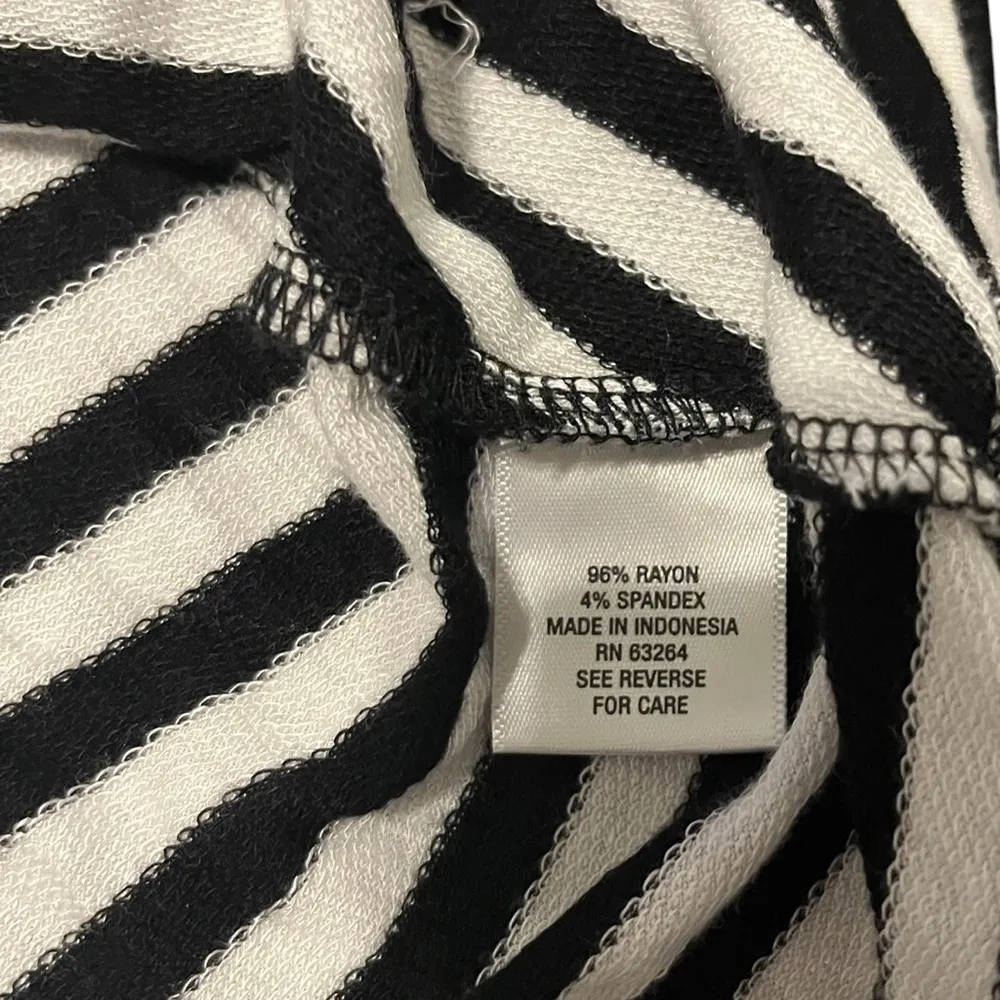 96% RAYON
4% SPANDEX
MADE IN INDONESIA
RN 63264
SEE REVERSE
FOR CARE